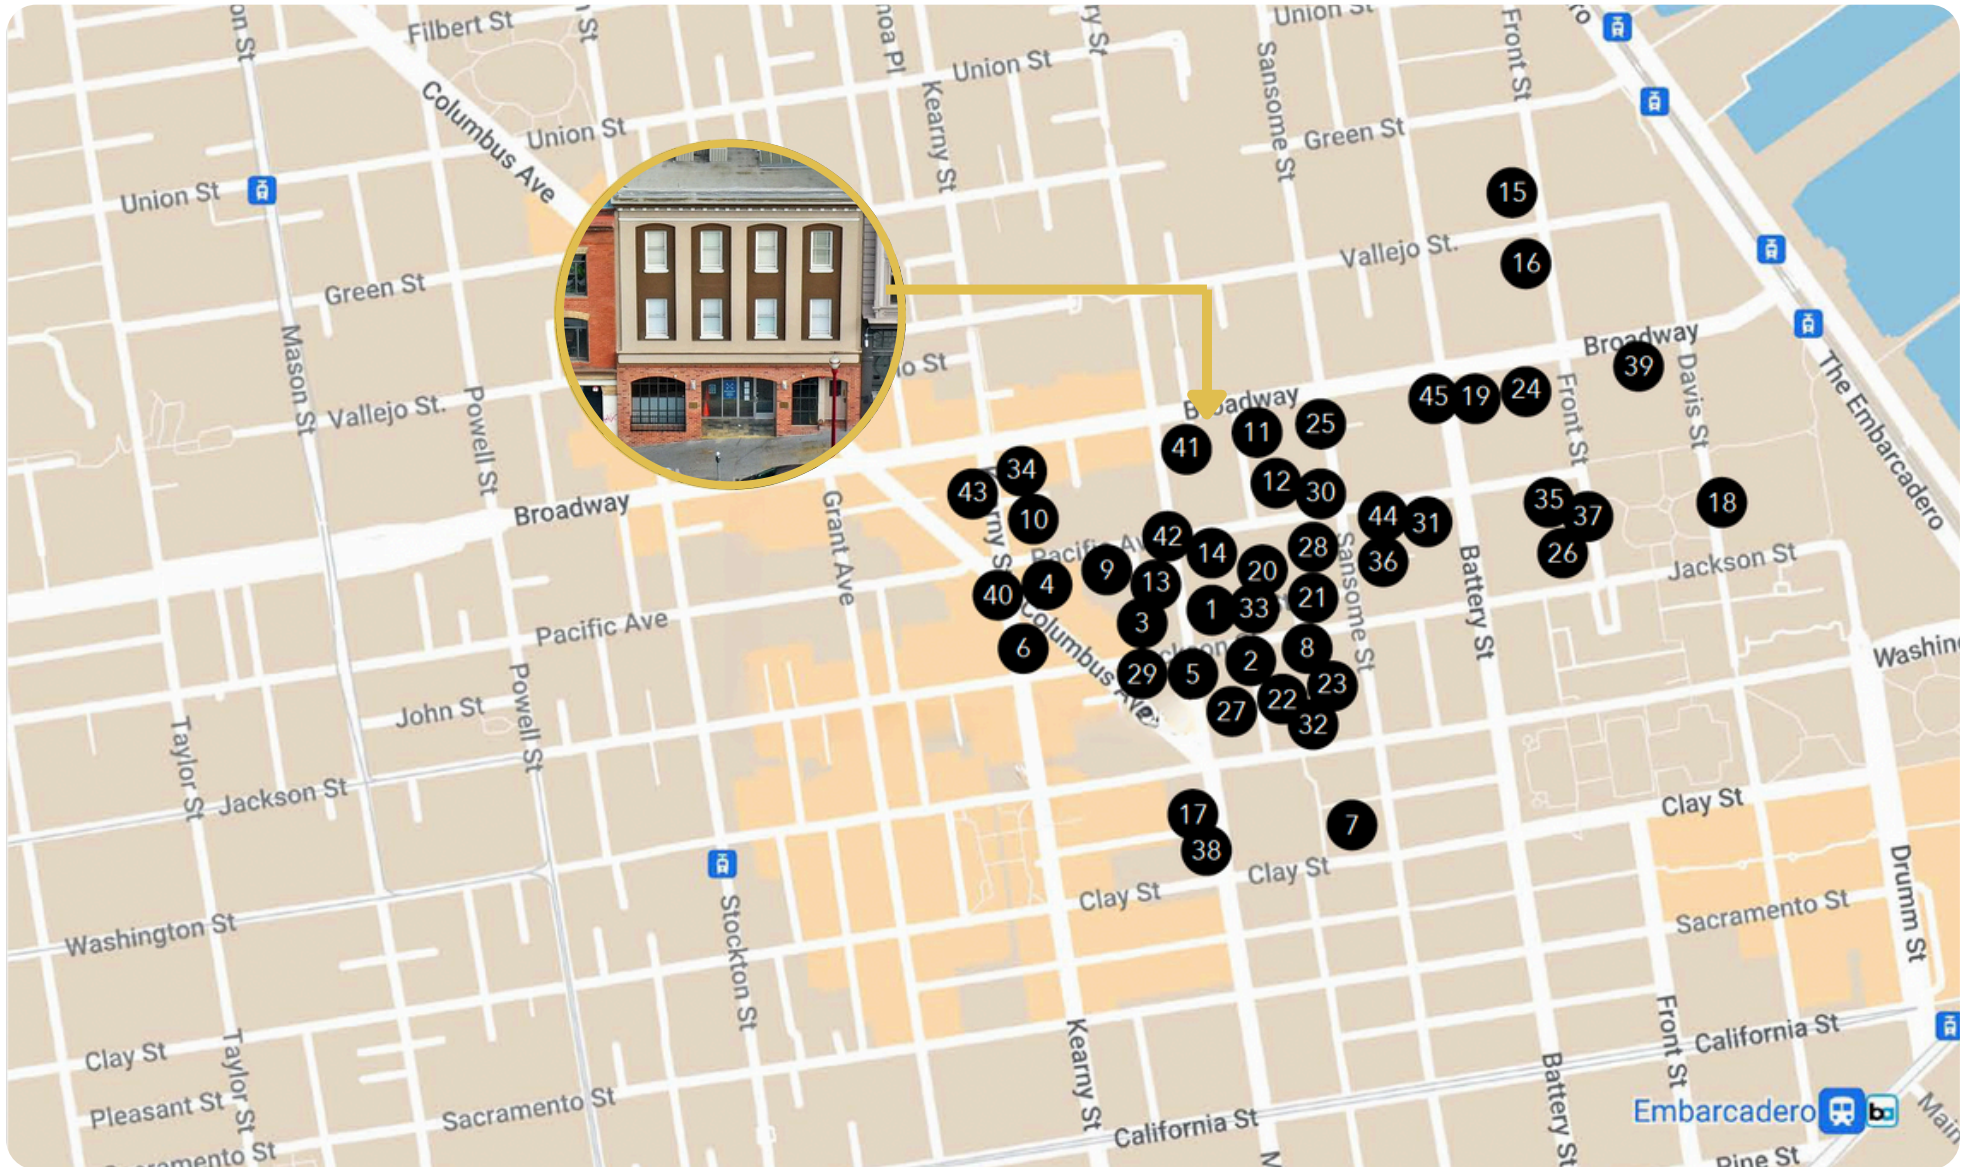 Filbert St
Union St
Front St
Columbus Ave
Kearny St
Union St
Sansome St
Union St
Green St
Union St
15
Vallejo St.
16
Green St
Mason St
Broadway
39
Davis St
The Embarcadero
Vallejo St.
Powell St
Broadway
45
19
24
Front St
41
11
25
34
43
12
30
10
Broadway
Grant Ave
44
31
35
37
18
42
14
28
Pacific Av
9
13
20
36
26
Sansome St
Battery St
Jackson St
40
4
1
33
21
3
Pacific Ave
Columbus Ave
6
29
5
2
8
23
22
27
32
Powell St
John St
Taylor St
Jackson St
17
38
7
Clay St
Clay St
Clay St
Drumm St
Washington St
Stockton St
Sacramento St
Kearny St
Front St
California St
Clay St
Taylor St
Battery St
Pleasant St
Sacramento St
California St
Embarcadero
ba
Main
Pine St